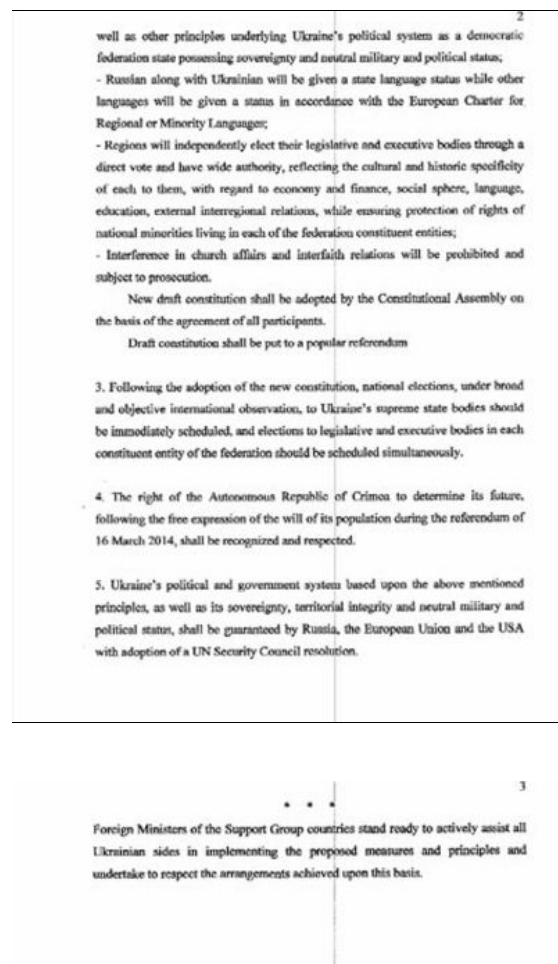 2
well as other principles underlying Ukraine's political system as a democratic
federation state possessing sovereignty and neutral military and political status;
- Russian along with Ukrainian will be given a state language status while other
languages will be given a status in accordance with the European Charter for
Regional or Minority Languages;
- Regions will independently elect their legislative and executive bodies through a
direct vote and have wide authority, reflecting the cultural and historic specificity
of each to them, with regard to economy and finance, social sphere, language,
education, external interregional relations, while ensuring protection of rights of
national minorities living in each of the federation constituent entities;
- Interference in church affairs and interfaith relations will be prohibited and
subject to prosecution.
New draft constitution shall be adopted by the Constitutional Assembly on
the basis of the agreement of all participants.
Draft constitution shall be put to a popular referendum
3. Following the adoption of the new constitution, national elections, under broad
and objective international observation, to Ukraine's supreme state bodies should
be immediately scheduled, and elections to legislative and executive bodies in each
constituent entity of the federation should be scheduled simultaneously.
4. The right of the Autonomous Republic of Crimea to determine its future,
following the free expression of the will of its population during the referendum of
16 March 2014, shall be recognized and respected.
5. Ukraine's political and government system based upon the above mentioned
principles, as well as its sovereignty, territorial integrity and neutral military and
political status, shall be guaranteed by Russia, the European Union and the USA
with adoption of a UN Security Council resolution.
3
* * *
Foreign Ministers of the Support Group countries stand ready to actively assist all
Ukrainian sides in implementing the proposed measures and principles and
undertake to respect the arrangements achieved upon this basis.